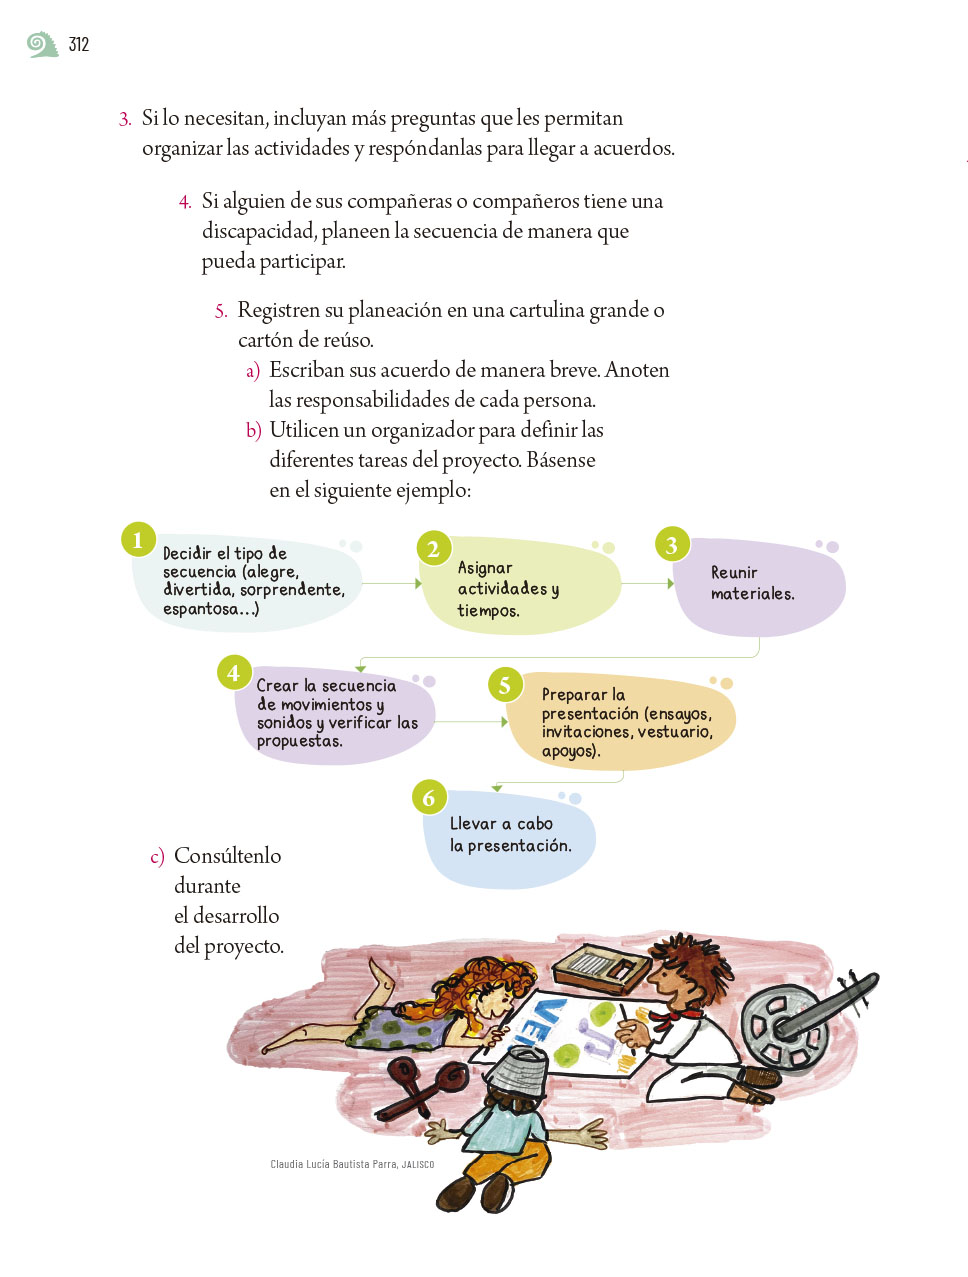 312
3. Si lo necesitan, incluyan más preguntas que les permitan
organizar las actividades y respóndanlas para llegar a acuerdos.
4. Si alguien de sus compañeras o compañeros tiene una
discapacidad, planeen la secuencia de manera que
pueda participar.
5. Registren su planeación en una cartulina grande o
cartón de reúso.
a) Escriban sus acuerdo de manera breve. Anoten
las responsabilidades de cada persona.
b) Utilicen un organizador para definir las
diferentes tareas del proyecto. Básense
en el siguiente ejemplo:
1
Decidir el tipo de
secuencia (alegre,
divertida, sorprendente,
espantosa...)
2
Asignar
actividades y
tiempos.
3
Reunir
materiales.
4
Crear la secuencia
de movimientos y
sonidos y verificar las
propuestas.
5
Preparar la
presentación (ensayos,
invitaciones, vestuario,
apoyos).
6
Llevar a cabo
la presentación.
c) Consúltenlo
durante
el desarrollo
del proyecto.
Claudia Lucía Bautista Parra, JALISCO